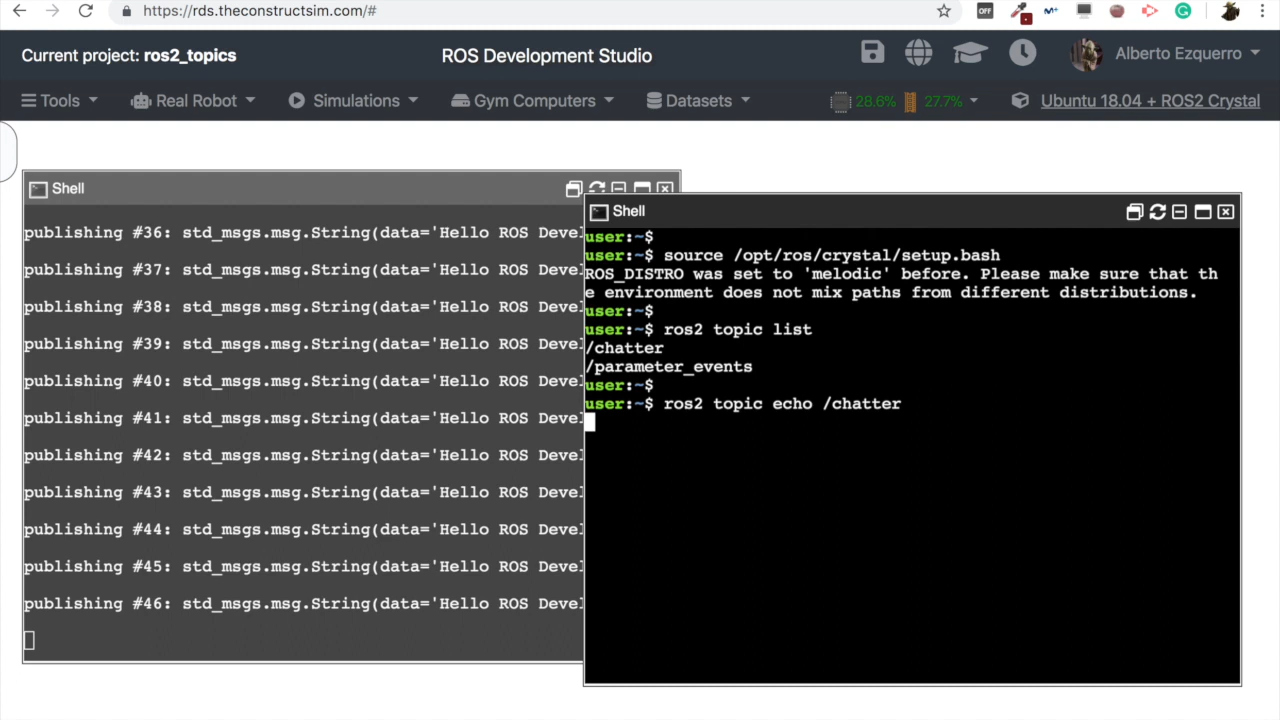 https://rds.theconstructsim.com/#
OFF
Current project: ros2_topics
ROS Development Studio
Alberto Ezquerro
Tools
Real Robot
Simulations
Gym Computers
Datasets
28.6%
27.7%
Ubuntu 18.04 + ROS2 Crystal
Shell
publishing #36: std_msgs.msg.String(data='Hello ROS Devel
publishing #37: std_msgs.msg.String(data='Hello ROS Devel
publishing #38: std_msgs.msg.String(data='Hello ROS Devel
publishing #39: std_msgs.msg.String(data='Hello ROS Devel
publishing #40: std_msgs.msg.String(data='Hello ROS Devel
publishing #41: std_msgs.msg.String(data='Hello ROS Devel
publishing #42: std_msgs.msg.String(data='Hello ROS Devel
publishing #43: std_msgs.msg.String(data='Hello ROS Devel
publishing #44: std_msgs.msg.String(data='Hello ROS Devel
publishing #45: std_msgs.msg.String(data='Hello ROS Devel
publishing #46: std_msgs.msg.String(data='Hello ROS Devel
Shell
user:~$
user:~$ source /opt/ros/crystal/setup.bash
ROS_DISTRO was set to 'melodic' before. Please make sure that th
e environment does not mix paths from different distributions.
user:~$
user:~$ ros2 topic list
/chatter
/parameter_events
user:~$
user:~$ ros2 topic echo /chatter